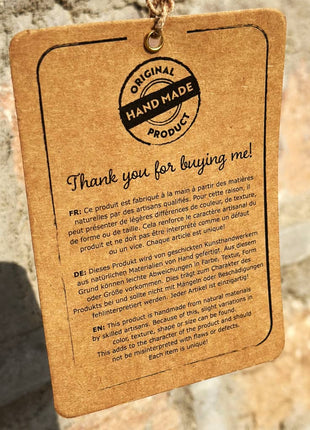 ORIGINAL
HAND MADE
PRODUCT
Thank you for buying me!
FR: Ce produit est fabriqué à la main à partir des matières
naturelles par des artisans qualifiés. Pour cette raison, il
peut présenter de légères différences de couleur, de texture,
de forme ou de taille. Cela renforce le caractère artisanal du
produit et ne doit pas être interprété comme un défaut
ou un vice. Chaque article est unique!
DE: Dieses Produkt wird von geschickten Kunsthandwerkern
aus natürlichen Materialien von Hand gefertigt. Aus diesem
Grund können leichte Abweichungen in Farbe, Textur, Form
oder Größe vorkommen. Dies trägt zum Charakter des
Produkts bei und sollte nicht mit Mängel oder Beschädigungen
fehlinterpretiert werden. Jeder Artikel ist einzigartig!
EN: This product is handmade from natural materials
by skilled artisans. Because of this, slight variations in
color, texture, shape or size can be found.
This adds to the character of the product and should
not be misinterpreted with flaws or defects.
Each item is unique!